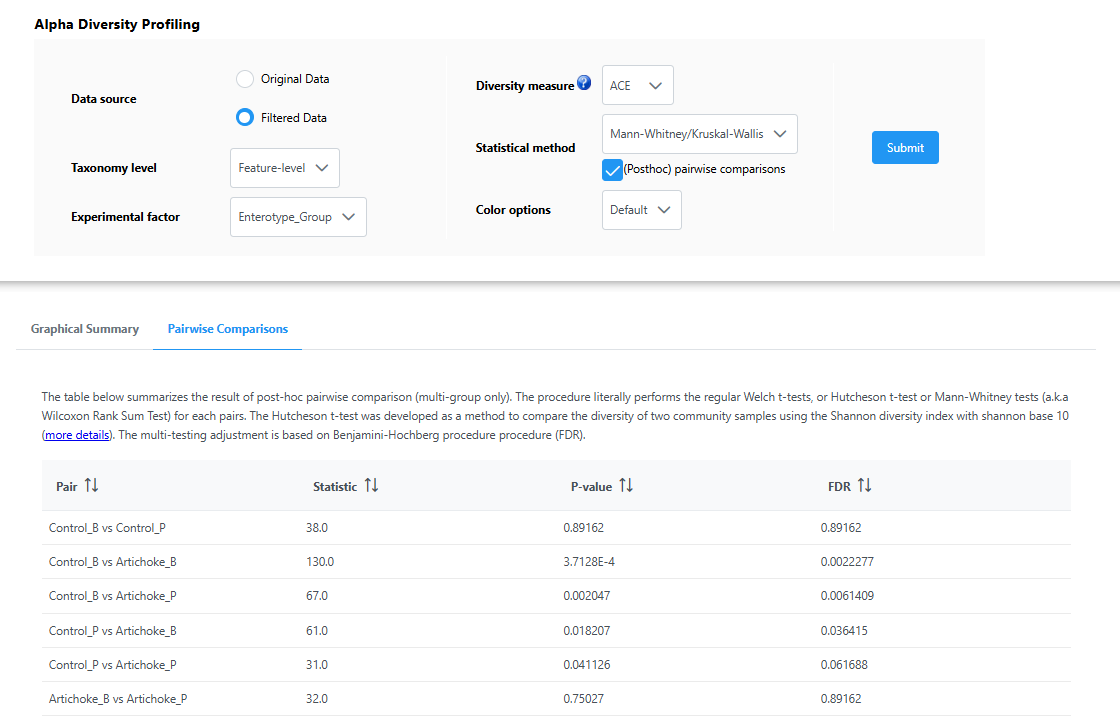 Alpha Diversity Profiling
Data source
Original Data
Filtered Data
Taxonomy level
Feature-level
Experimental factor
Enterotype_Group
Diversity measure ?
ACE
Statistical method
Mann-Whitney/Kruskal-Wallis
(Posthoc) pairwise comparisons
Color options
Default
Submit
Graphical Summary Pairwise Comparisons
The table below summarizes the result of post-hoc pairwise comparison (multi-group only). The procedure literally performs the regular Welch t-tests, or Hutcheson t-test or Mann-Whitney tests (a.k.a
Wilcoxon Rank Sum Test) for each pairs. The Hutcheson t-test was developed as a method to compare the diversity of two community samples using the Shannon diversity index with shannon base 10
(more details). The multi-testing adjustment is based on Benjamini-Hochberg procedure procedure (FDR).
Pair Statistic P-value FDR
Control_B vs Control_P 38.0 0.89162 0.89162
Control_B vs Artichoke_B 130.0 3.7128E-4 0.0022277
Control_B vs Artichoke_P 67.0 0.002047 0.0061409
Control_P vs Artichoke_B 61.0 0.018207 0.036415
Control_P vs Artichoke_P 31.0 0.041126 0.061688
Artichoke_B vs Artichoke_P 32.0 0.75027 0.89162